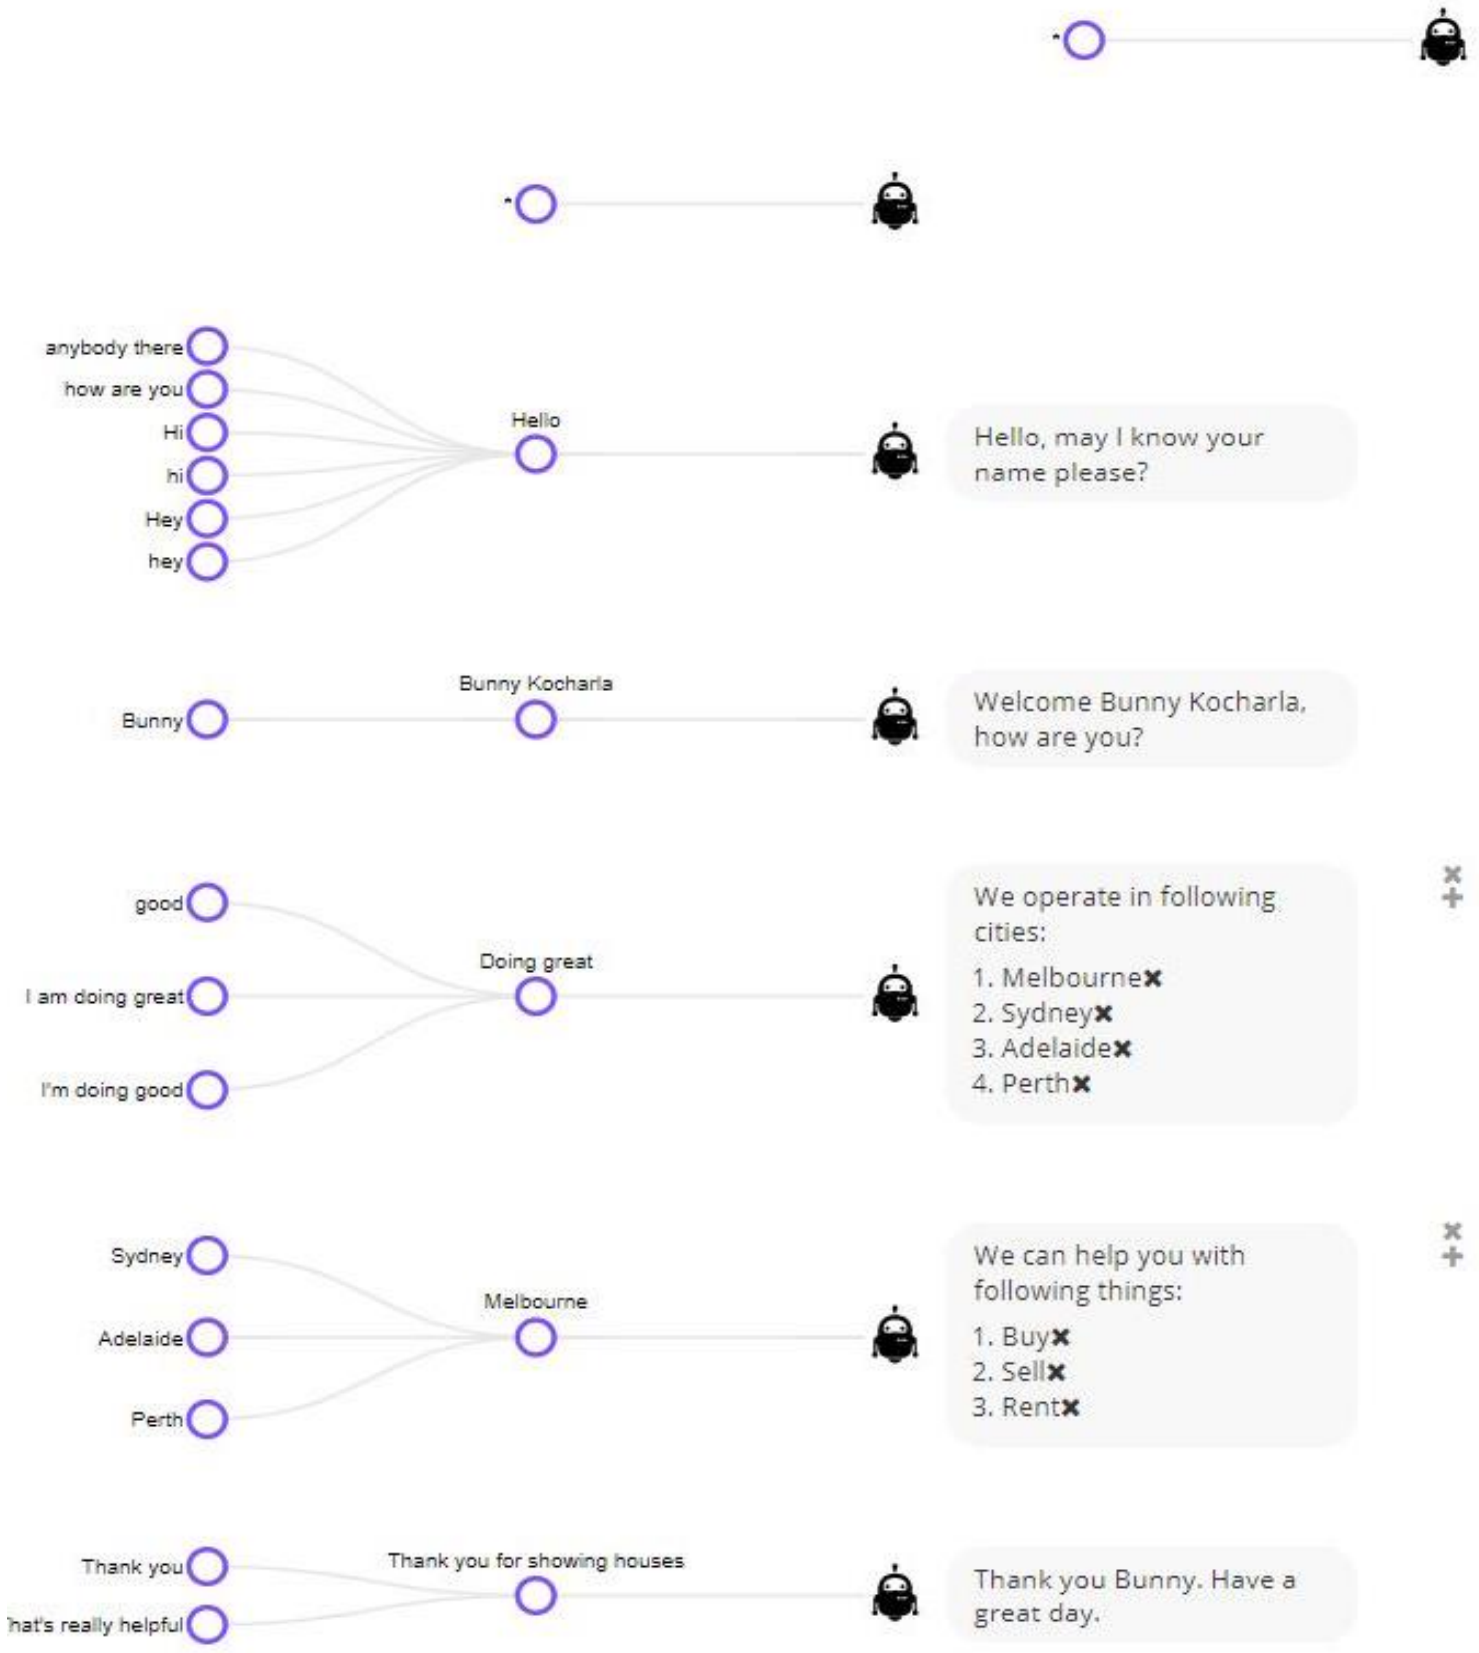 anybody there
how are you
Hi
hi
Hey
hey
Hello
Hello, may I know your
name please?
Bunny
Bunny Kocharla
Welcome Bunny Kocharla,
how are you?
good
I am doing great
I'm doing good
Doing great
We operate in following
cities:
1. Melbourne
2. Sydney
3. Adelaide
4. Perth
Sydney
Adelaide
Perth
Melbourne
We can help you with
following things:
1. Buy
2. Sell
3. Rent
Thank you
hat's really helpful
Thank you for showing houses
Thank you Bunny. Have a
great day.